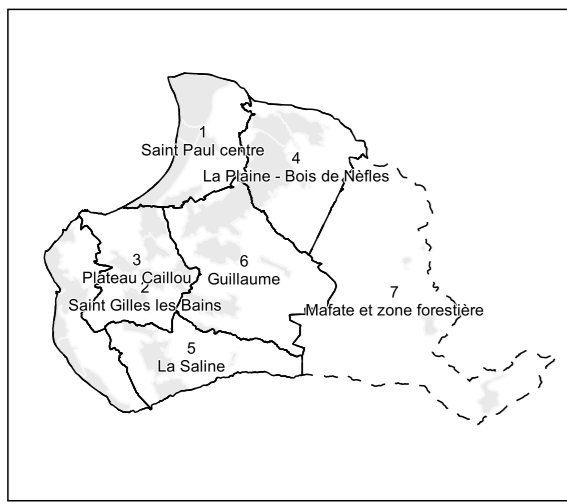 1
Saint Paul centre
4
La Plaine - Bois de Nèfles
3
Plateau Caillou
2
Saint Gilles les Bains
6
Guillaume
7
Mafate et zone forestière
5
La Saline